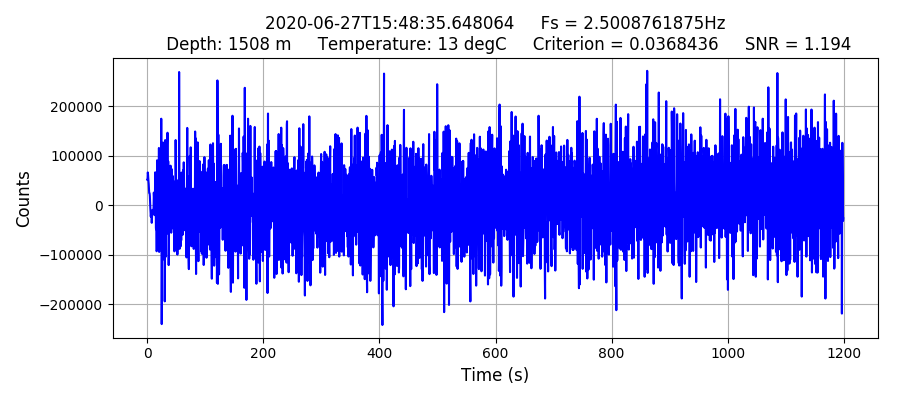 2020-06-27T15:48:35.648064 Fs = 2.5008761875Hz
Depth: 1508 m Temperature: 13 degC Criterion = 0.0368436 SNR = 1.194
Counts
200000
100000
0
−100000
−200000
0 200 400 600 800 1000 1200
Time (s)